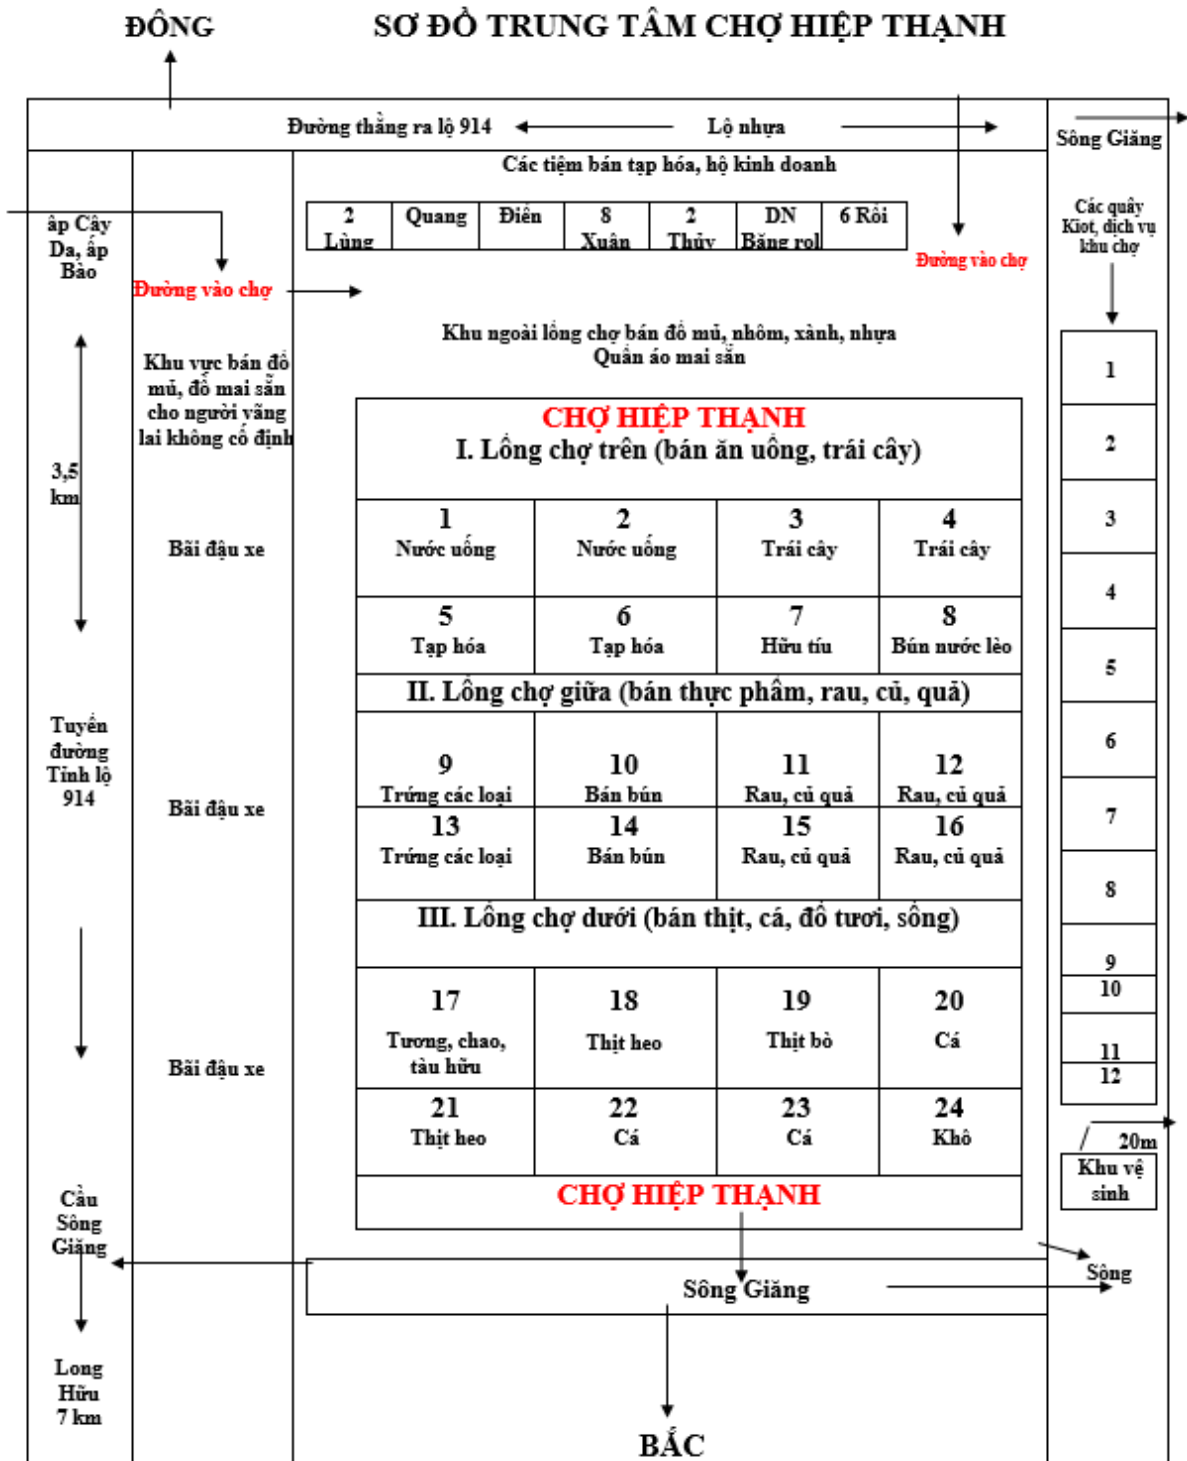 ĐÔNG
SƠ ĐỒ TRUNG TÂM CHỢ HIỆP THẠNH
Đường thẳng ra lộ 914
Lộ nhựa
Sông Giăng
Các tiệm bán tạp hóa, hộ kinh doanh
2
Lùng
Quang
Điền
8
Xuân
2
Thủy
DN
Băng rol
6 Rồi
ấp Cây
Da, ấp
Bào
Đường vào chợ
Đường vào chợ
Các quây
Kiot, dịch vụ
khu chợ
Khu ngoài lồng chợ bán đồ mủ, nhôm, xành, nhựa
Quần áo mai sẵn
Khu vực bán đồ
mủ, đồ mai sẵn
cho người vãng
lai không cố định
3,5
km
Bãi đậu xe
Tuyến
đường
Tỉnh lộ
914
Bãi đậu xe
Bãi đậu xe
Cầu
Sông
Giăng
Long
Hữu
7 km
CHỢ HIỆP THẠNH
I. Lồng chợ trên (bán ăn uống, trái cây)
1
Nước uống
2
Nước uống
3
Trái cây
4
Trái cây
5
Tạp hóa
6
Tạp hóa
7
Hữu tíu
8
Bún nước lèo
II. Lồng chợ giữa (bán thực phẩm, rau, củ, quả)
9
Trứng các loại
10
Bán bún
11
Rau, củ quả
12
Rau, củ quả
13
Trứng các loại
14
Bán bún
15
Rau, củ quả
16
Rau, củ quả
III. Lồng chợ dưới (bán thịt, cá, đồ tươi, sống)
17
Tương, chao,
tàu hữu
18
Thịt heo
19
Thịt bò
20
Cá
21
Thịt heo
22
Cá
23
Cá
24
Khô
CHỢ HIỆP THẠNH
1
2
3
4
5
6
7
8
9
10
11
12
20m
Khu vệ
sinh
Sông
Sông Giăng
BẮC